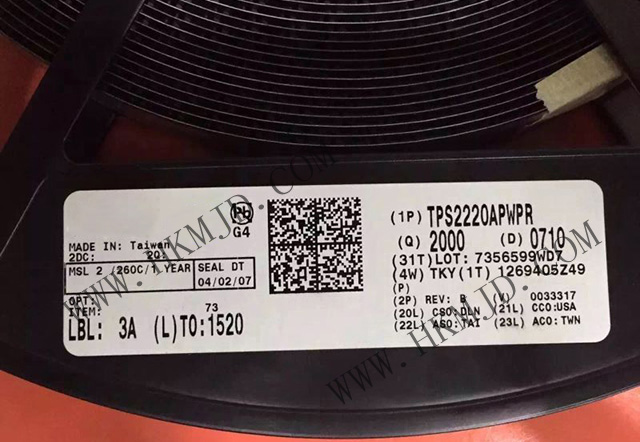 Pb
G4
MADE IN: Taiwan
2DC: 2Q:
MSL 2 /260C/1 YEAR SEAL DT
04/02/07
OPT:
ITEM: 73
LBL: 3A (L)TO:1520
(1P) TPS2220APWPR
(Q) 2000 (D) 0710
(31T)LOT: 7356599WD7
(4W) TKY(1T) 1269405Z49
(P)
(2P) REV: B (V) 0033317
(20L) CSO:DLN (21L) CCO:USA
(22L) ASO:TAI (23L) ACO:TWN
WWW.HKMJD.COM
WWW.HKMJD.COM